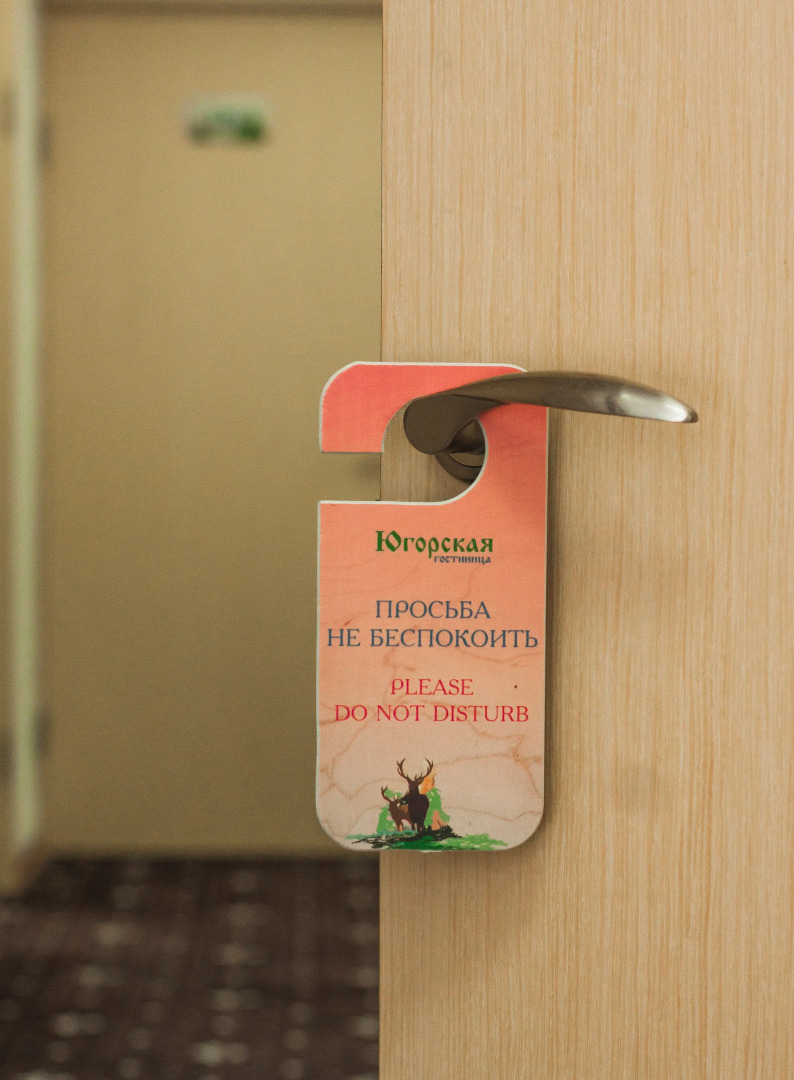 Югорская
гостиница
ПРОСЬБА
НЕ БЕСПОКОИТЬ
PLEASE
DO NOT DISTURB